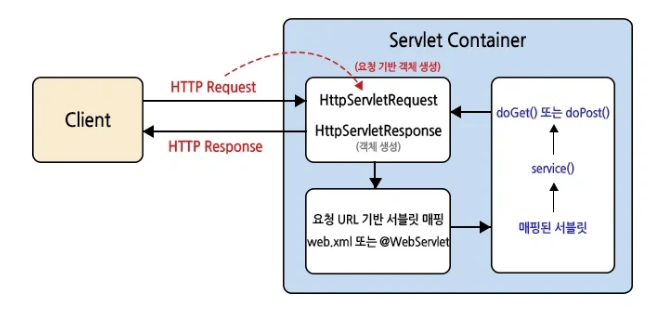 Servlet Container
(요청 기반 객체 생성)
HTTP Request
HttpServletRequest
Client
HttpServletResponse
(객체 생성)
HTTP Response
doGet() 또는 doPost()
service()
매핑된 서블릿
요청 URL 기반 서블릿 매핑
web.xml 또는 @WebServlet